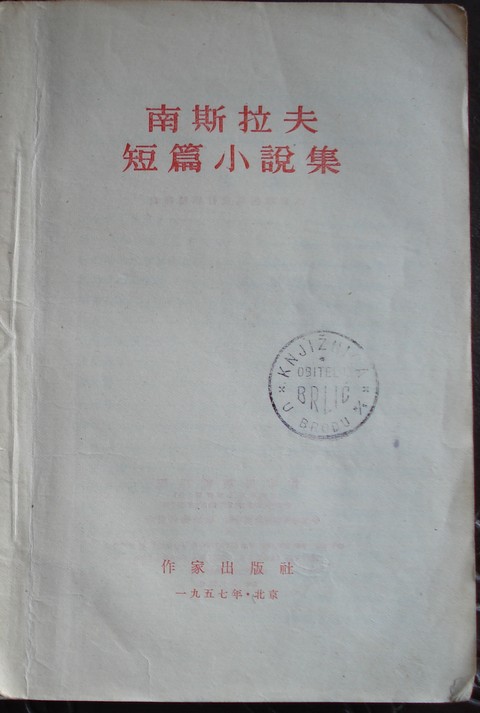 南斯拉夫
短篇小說集
KNJIŽNICA
OBITELJI
BRLIĆ
U BRODU %
作家出版社
一九五七年·北京